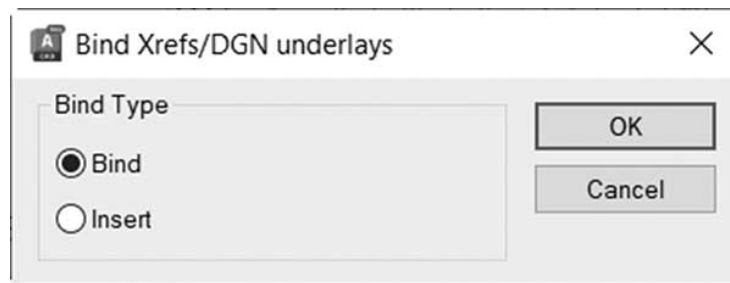 Bind Xrefs/DGN underlays
Bind Type
Bind
Insert
OK
Cancel